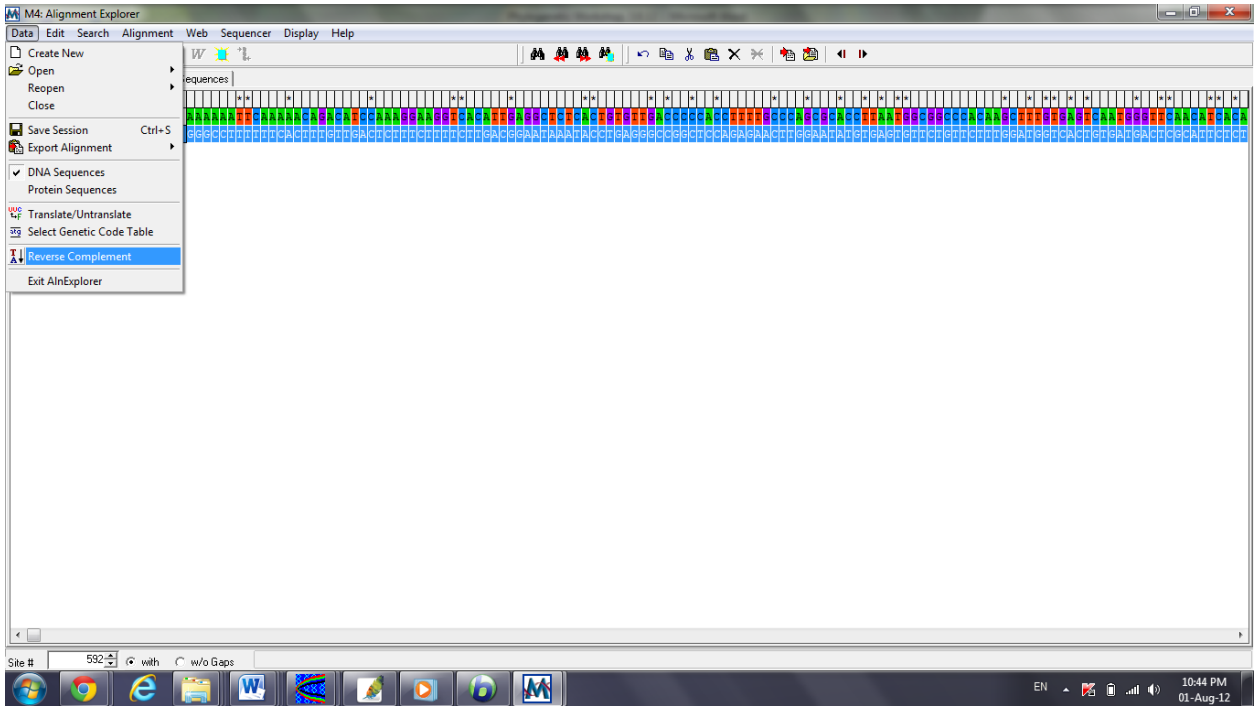 M4: Alignment Explorer
Data Edit Search Alignment Web Sequencer Display Help
Create New
Open
Reopen
Close
Save Session Ctrl+S
Export Alignment
DNA Sequences
Protein Sequences
Translate/Untranslate
Select Genetic Code Table
Reverse Complement
Exit AlnExplorer
W
equences
AAAAAATTCAAAAACAGACATCCAAAGGAAGGTCACATTGAGGCTCTCACTGTGTTGACCCCCACCTTTTGCCCAGCGCACCTTAATGGCGGCCCACAAGCTTTGTGAGTCAATGGGTTCAACATCACA
GGGCCTTTTTTCACTTTGTTGACTCTTTCTTTTCTTGACGGAATAAATACCTGAGGGCCGGCTCCAGAGAACTTGGAATATGTGAGTGTTCTGTTCTTTGGATGGTCACTGTGATGACTCGCATTCTCT
Site # 592 with w/o Gaps
EN 10:44 PM
01-Aug-12